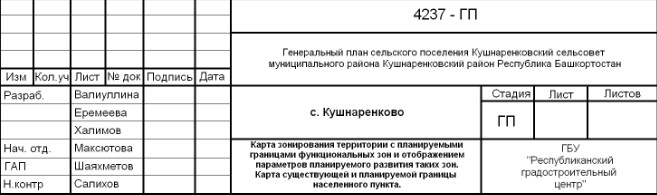 4237 - ГП
Генеральный план сельского поселения Кушнаренковский сельсовет
муниципального района Кушнаренковский район Республика Башкортостан
Изм Кол.уч Лист № док Подпись Дата
Разраб. Валиуллина
Еремеева
Халимов
Нач. отд. Максютова
ГАП Шаяхметов
Н.контр Салихов
с. Кушнаренково
Стадия Лист Листов
ГП
Карта зонирования территории с планируемыми
границами функциональных зон и отображением
параметров планируемого развития таких зон.
Карта существующей и планируемой границы
населенного пункта.
ГБУ
"Республиканский
градостроительный
центр"